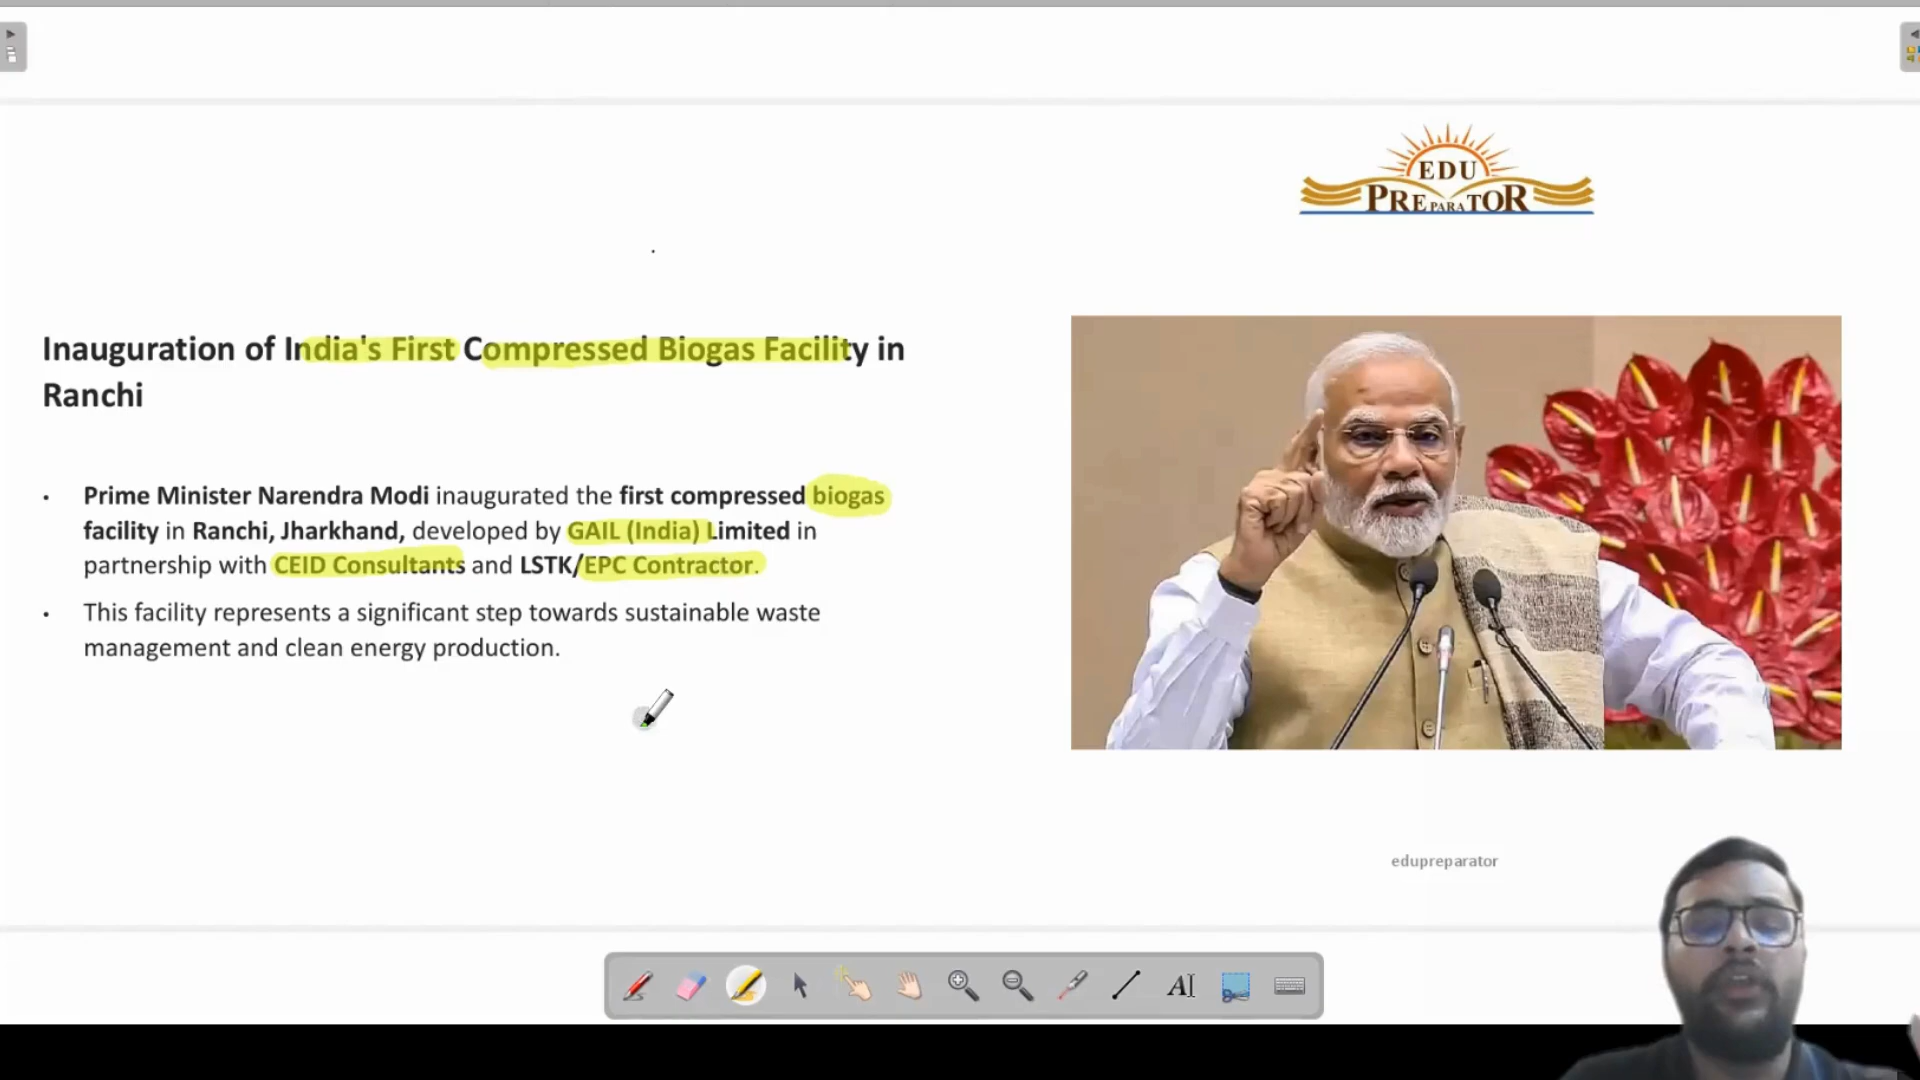 EDU
PREPARATOR
Inauguration of India's First Compressed Biogas Facility in
Ranchi
• Prime Minister Narendra Modi inaugurated the first compressed biogas
facility in Ranchi, Jharkhand, developed by GAIL (India) Limited in
partnership with CEID Consultants and LSTK/EPC Contractor.
• This facility represents a significant step towards sustainable waste
management and clean energy production.
edupreparator
AI